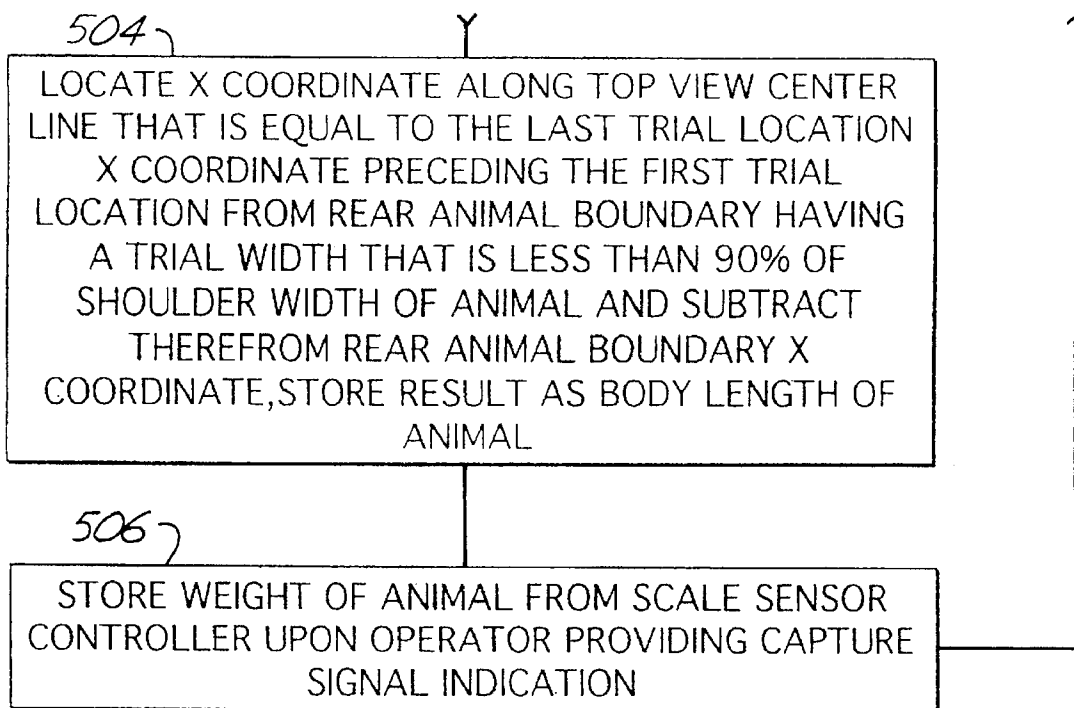 504
LOCATE X COORDINATE ALONG TOP VIEW CENTER
LINE THAT IS EQUAL TO THE LAST TRIAL LOCATION
X COORDINATE PRECEDING THE FIRST TRIAL
LOCATION FROM REAR ANIMAL BOUNDARY HAVING
A TRIAL WIDTH THAT IS LESS THAN 90% OF
SHOULDER WIDTH OF ANIMAL AND SUBTRACT
THEREFROM REAR ANIMAL BOUNDARY X
COORDINATE,STORE RESULT AS BODY LENGTH OF
ANIMAL
506
STORE WEIGHT OF ANIMAL FROM SCALE SENSOR
CONTROLLER UPON OPERATOR PROVIDING CAPTURE
SIGNAL INDICATION